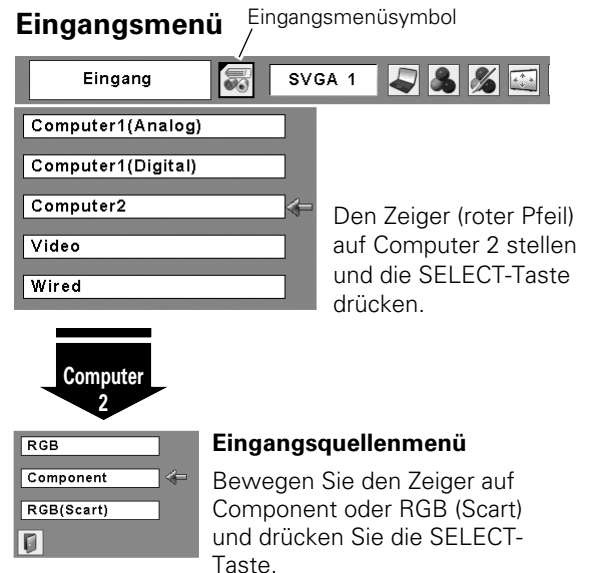 Eingangsmenü
Eingangsmenüsymbol
Eingang
SVGA 1
Computer1(Analog)
Computer1(Digital)
Computer2
Video
Wired
Den Zeiger (roter Pfeil)
auf Computer 2 stellen
und die SELECT-Taste
drücken.
Computer
2
RGB
Component
RGB(Scart)
Eingangsquellenmenü
Bewegen Sie den Zeiger auf
Component oder RGB (Scart)
und drücken Sie die SELECT-
Taste.